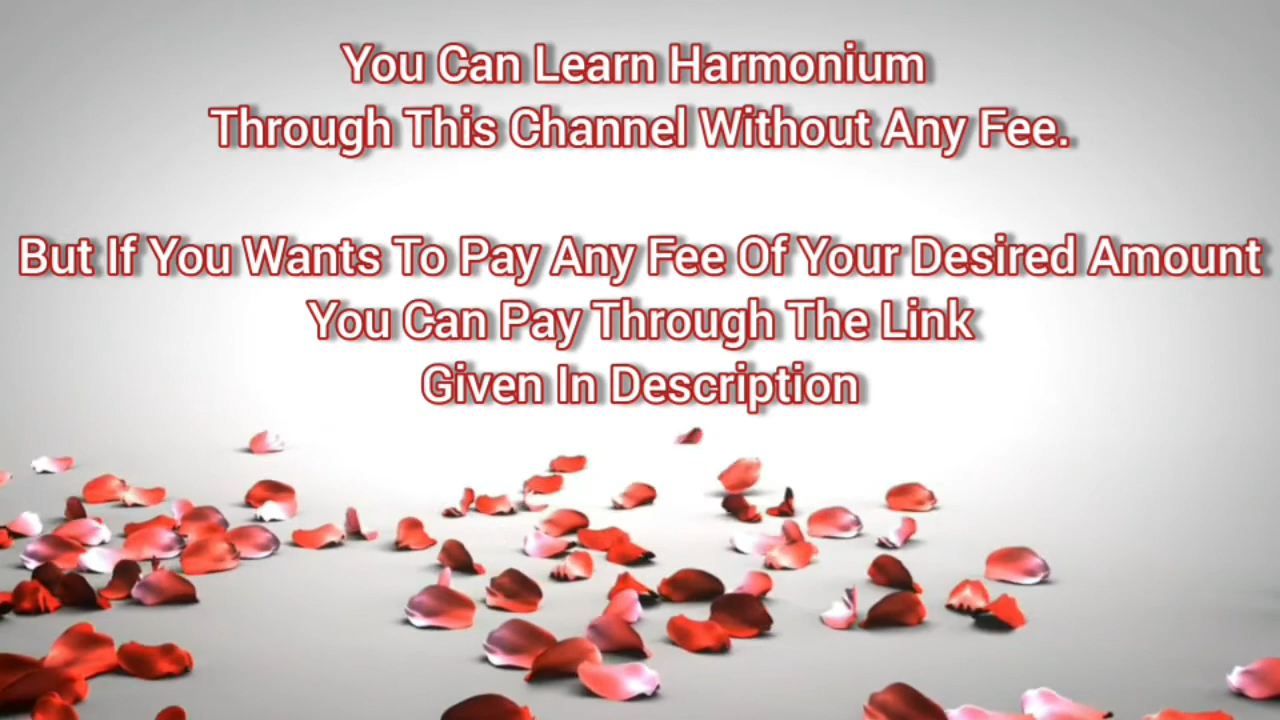 You Can Learn Harmonium
Through This Channel Without Any Fee.
But If You Wants To Pay Any Fee Of Your Desired Amount
You Can Pay Through The Link
Given In Description